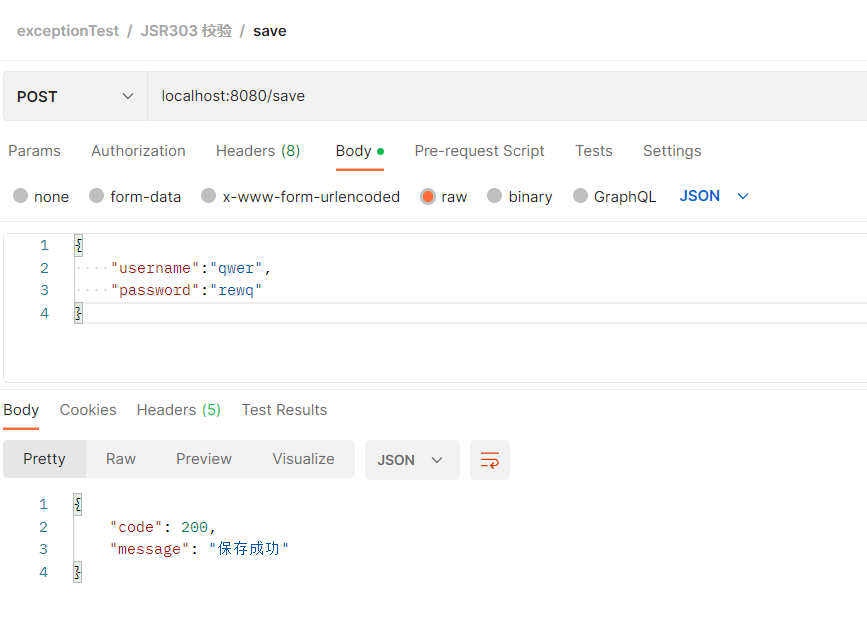 exceptionTest / JSR303 校验 / save
POST localhost:8080/save
Params Authorization Headers (8) Body Pre-request Script Tests Settings
none form-data x-www-form-urlencoded raw binary GraphQL JSON
1 {
2 "username":"qwer",
3 "password":"rewq"
4 }
Body Cookies Headers (5) Test Results
Pretty Raw Preview Visualize JSON
1 {
2 "code": 200,
3 "message": "保存成功"
4 }